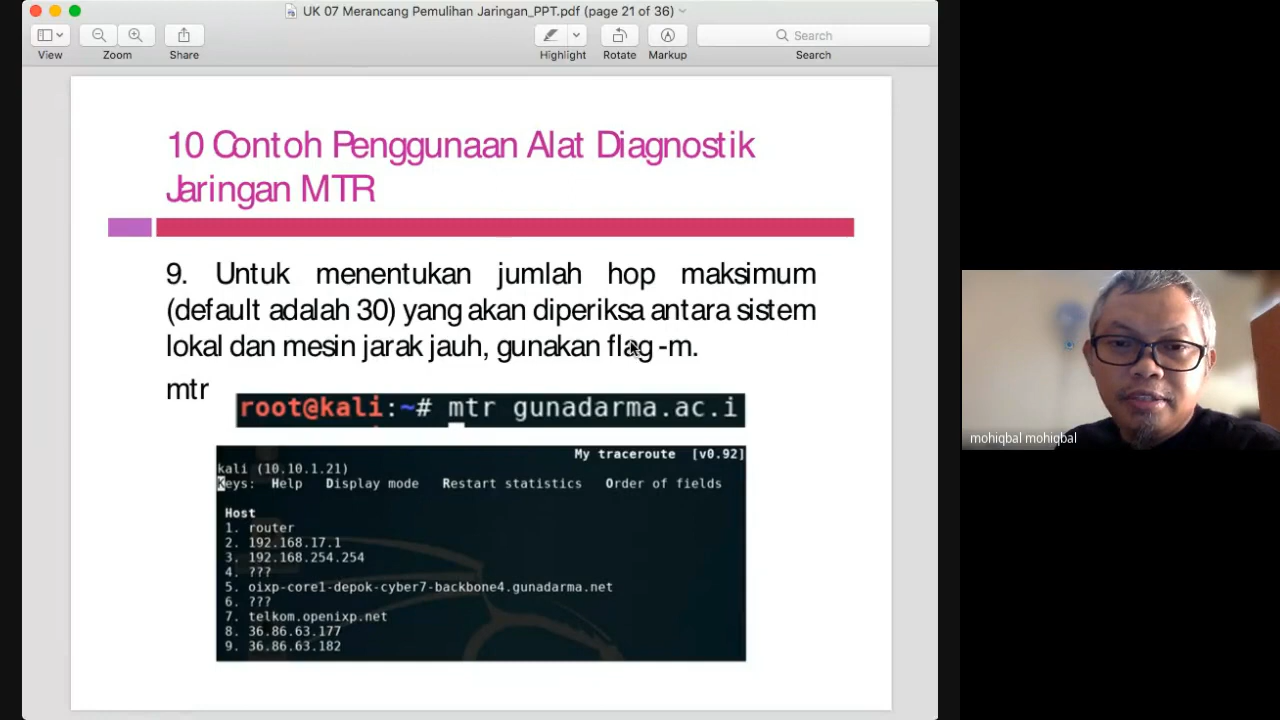 UK 07 Merancang Pemulihan Jaringan_PPT.pdf (page 21 of 36)
View
Zoom
Share
Highlight
Rotate
Markup
Search
Search
10 Contoh Penggunaan Alat Diagnostik
Jaringan MTR
9. Untuk menentukan jumlah hop maksimum
(default adalah 30) yang akan diperiksa antara sistem
lokal dan mesin jarak jauh, gunakan flag -m.
mtr
root@kali:~# mtr gunadarma.ac.i
My traceroute [v0.92]
kali (10.10.1.21)
Keys: Help Display mode Restart statistics Order of fields
Host
1. router
2. 192.168.17.1
3. 192.168.254.254
4. ???
5. oixp-core1-depok-cyber7-backbone4.gunadarma.net
6. ???
7. telkom.openixp.net
8. 36.86.63.177
9. 36.86.63.182
mohiqbal mohiqbal